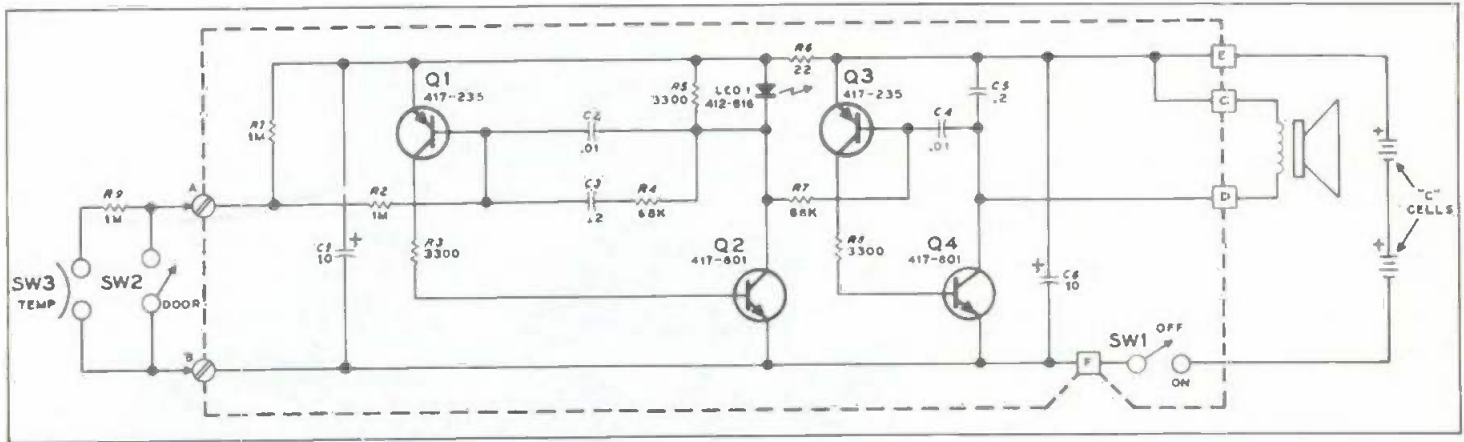 R1
1M
C1
10
+
Q1
417-235
R5
3300
LED 1
412-616
R6
22
Q3
417-235
C5
.2
C2
.01
C4
.01
E
C
D
+
+
"C"
CELLS
R9
1M
A
R2
1M
C3
.2
R4
68K
R7
68K
R3
3300
R8
3300
Q2
417-801
Q4
417-801
+
C6
10
SW3
TEMP
SW2
DOOR
B
F
SW1
OFF
ON